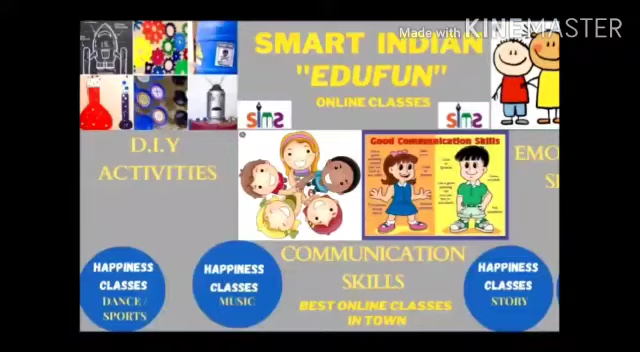 Made with KINEMASTER
SMART INDIAN
"EDUFUN"
ONLINE CLASSES
sims
sims
D.I.Y
ACTIVITIES
Good Communication Skills
EMO
S
COMMUNICATION
SKILLS
BEST ONLINE CLASSES
IN TOWN
HAPPINESS
CLASSES
DANCE /
SPORTS
HAPPINESS
CLASSES
MUSIC
HAPPINESS
CLASSES
STORY